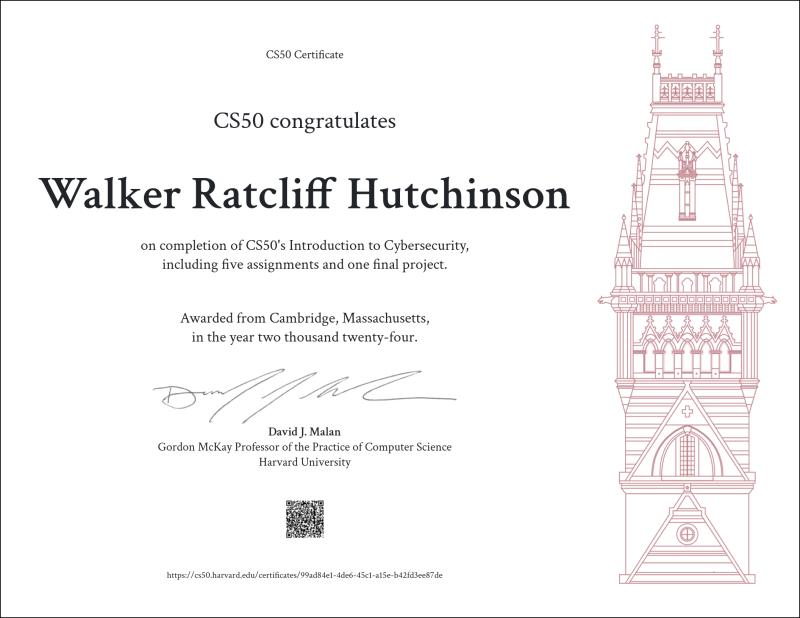 CS50 Certificate
CS50 congratulates
Walker Ratcliff Hutchinson
on completion of CS50's Introduction to Cybersecurity,
including five assignments and one final project.
Awarded from Cambridge, Massachusetts,
in the year two thousand twenty-four.
David J. Malan
Gordon McKay Professor of the Practice of Computer Science
Harvard University
https://cs50.harvard.edu/certificates/99ad84e1-4de6-45c1-a15e-b42fd3ee87de